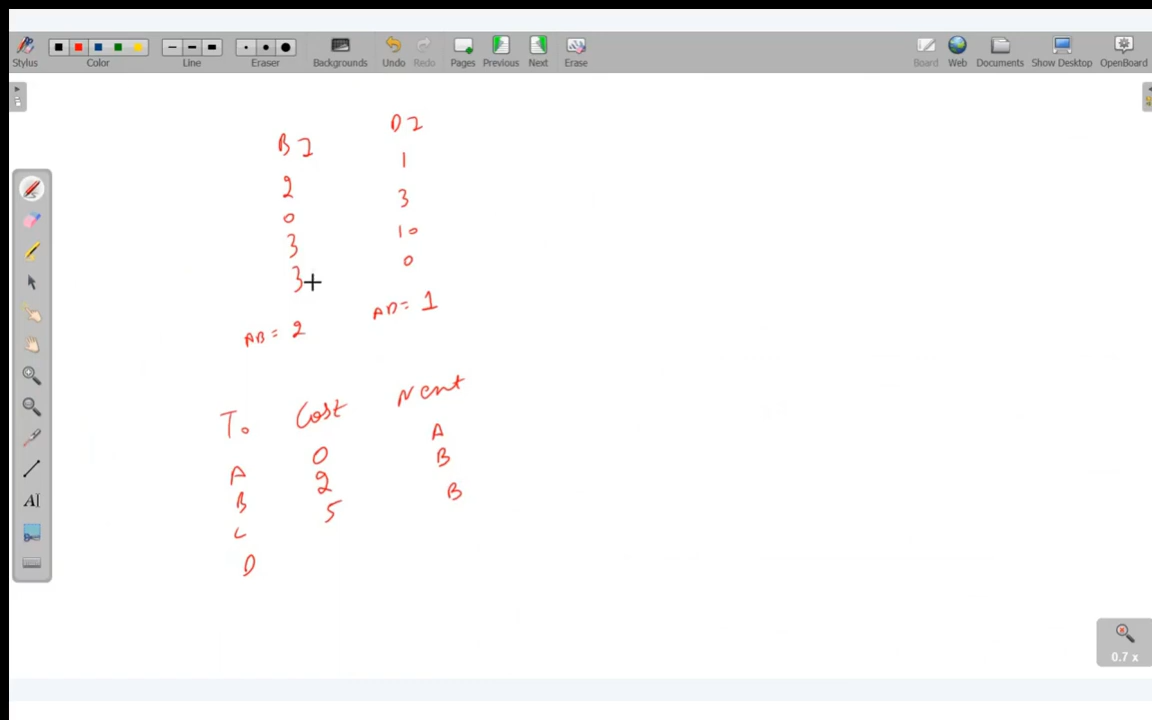 Stylus Color Line Eraser Backgrounds Undo Redo Pages Previous Next Erase Board Web Documents Show Desktop OpenBoard
D
B
1
2
3
0
10
3
0
3
AD= 1
AB= 2
To Cost Next
A 0 A
B 2 B
C 5 B
D
AI
0.7 x